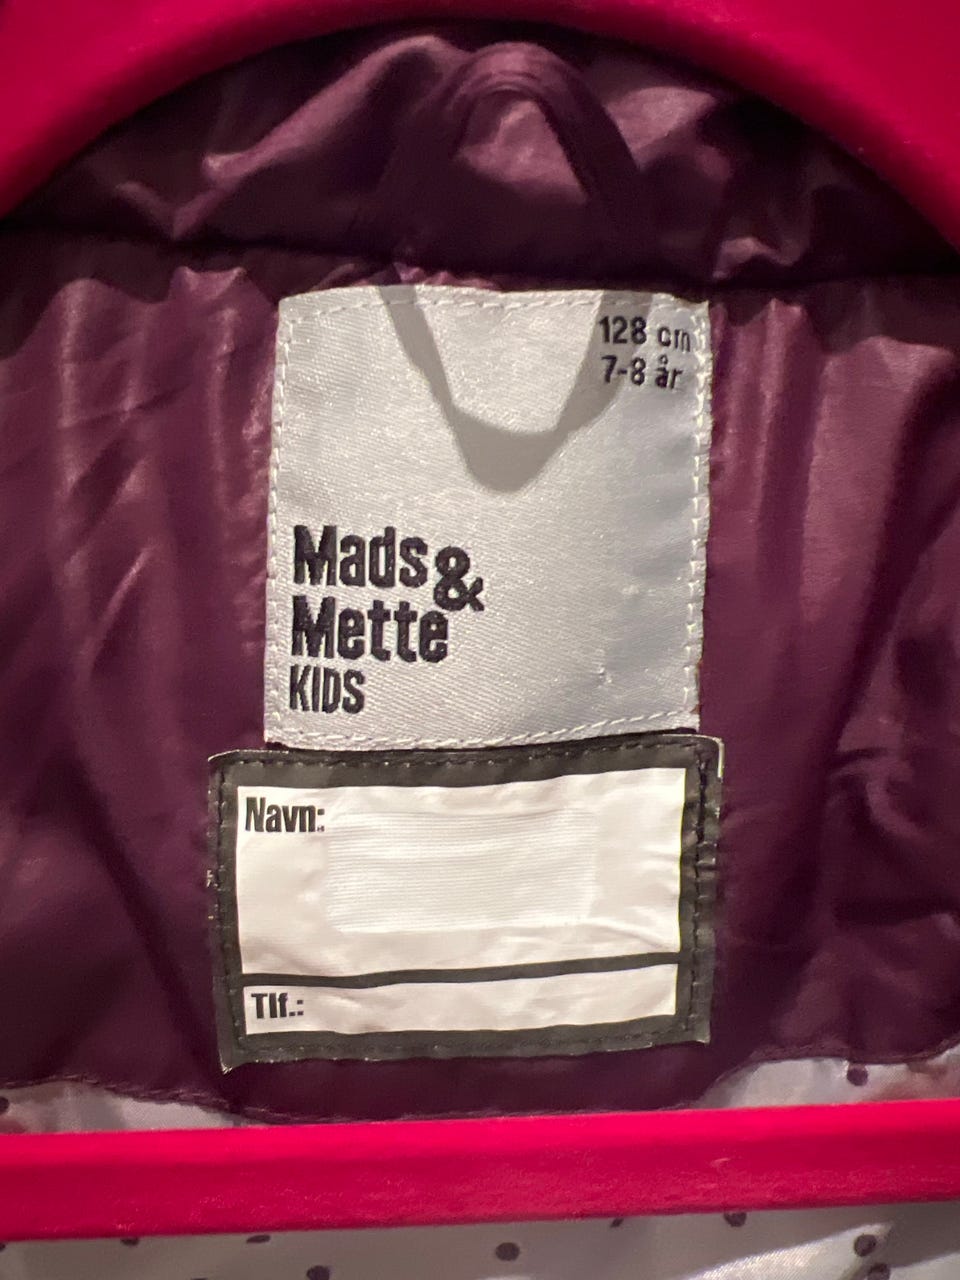 128 cm
7-8 år
Mads &
Mette
KIDS
Navn:
Tlf.: